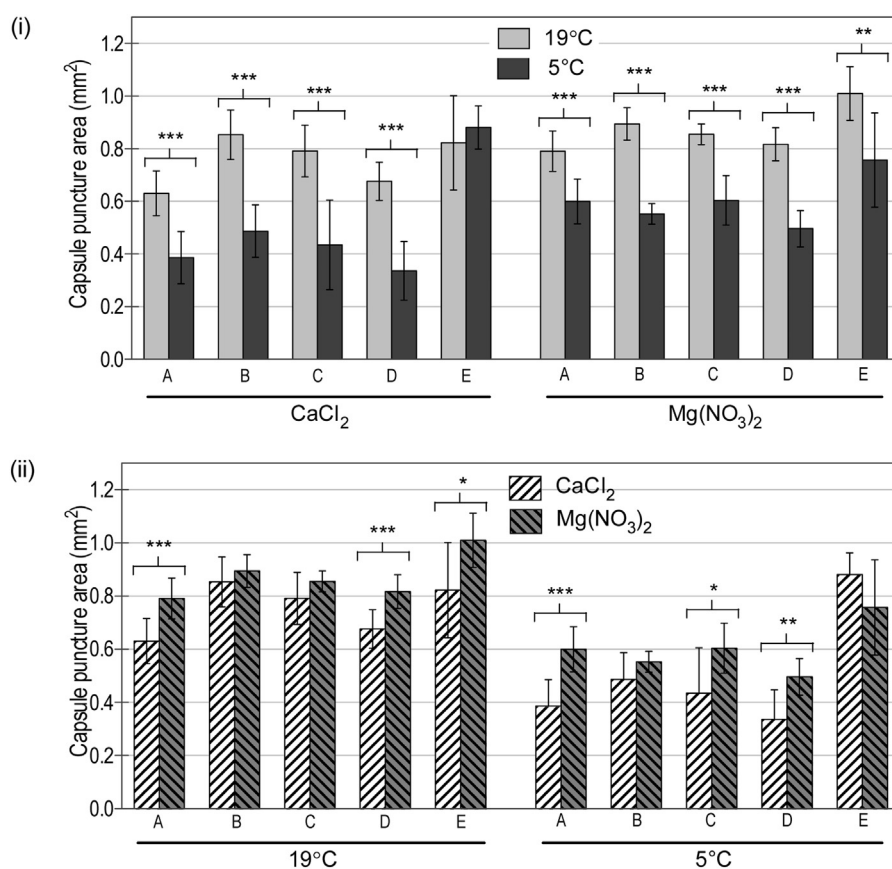 (i)
Capsule puncture area (mm²)
1.2
1.0
0.8
0.6
0.4
0.2
0.0
19°C
5°C
*** *** *** *** *** *** *** *** **
A B C D E A B C D E
CaCl₂ Mg(NO₃)₂
(ii)
Capsule puncture area (mm²)
1.2
1.0
0.8
0.6
0.4
0.2
0.0
CaCl₂
Mg(NO₃)₂
*** *** * *** * **
A B C D E A B C D E
19°C 5°C